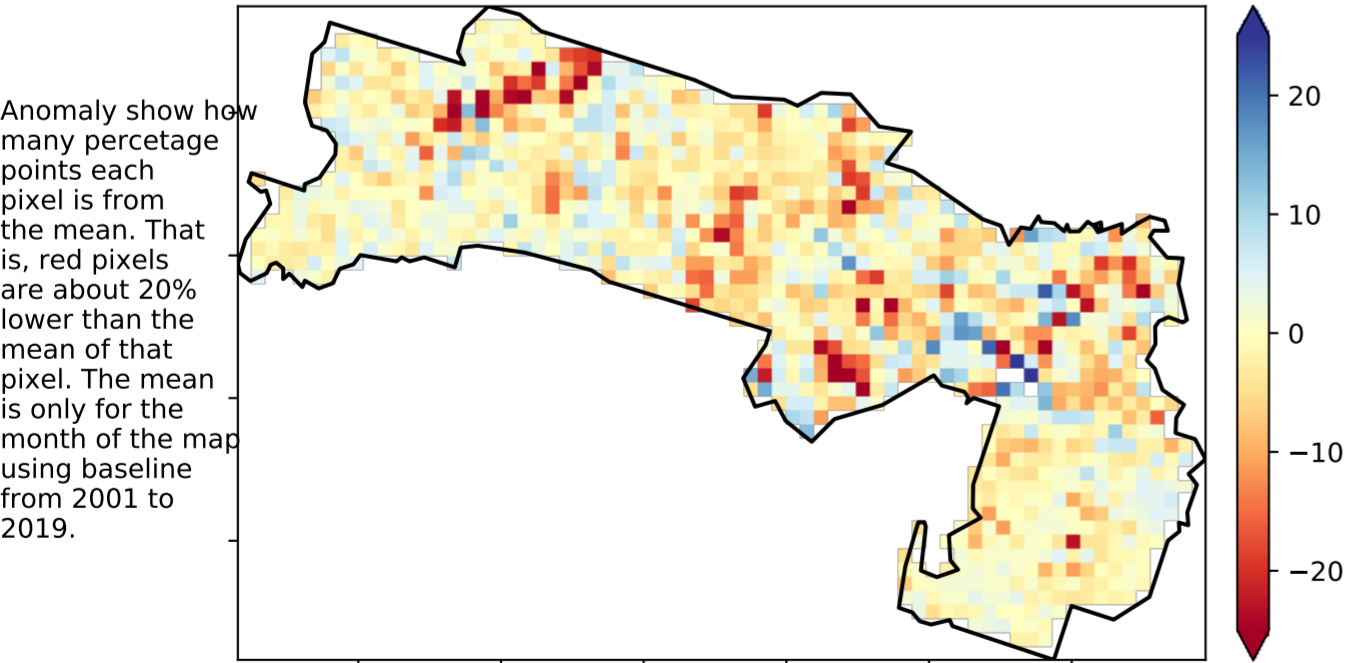 Anomaly show how
many percetage
points each
pixel is from
the mean. That
is, red pixels
are about 20%
lower than the
mean of that
pixel. The mean
is only for the
month of the map
using baseline
from 2001 to
2019.
20
10
0
−10
−20